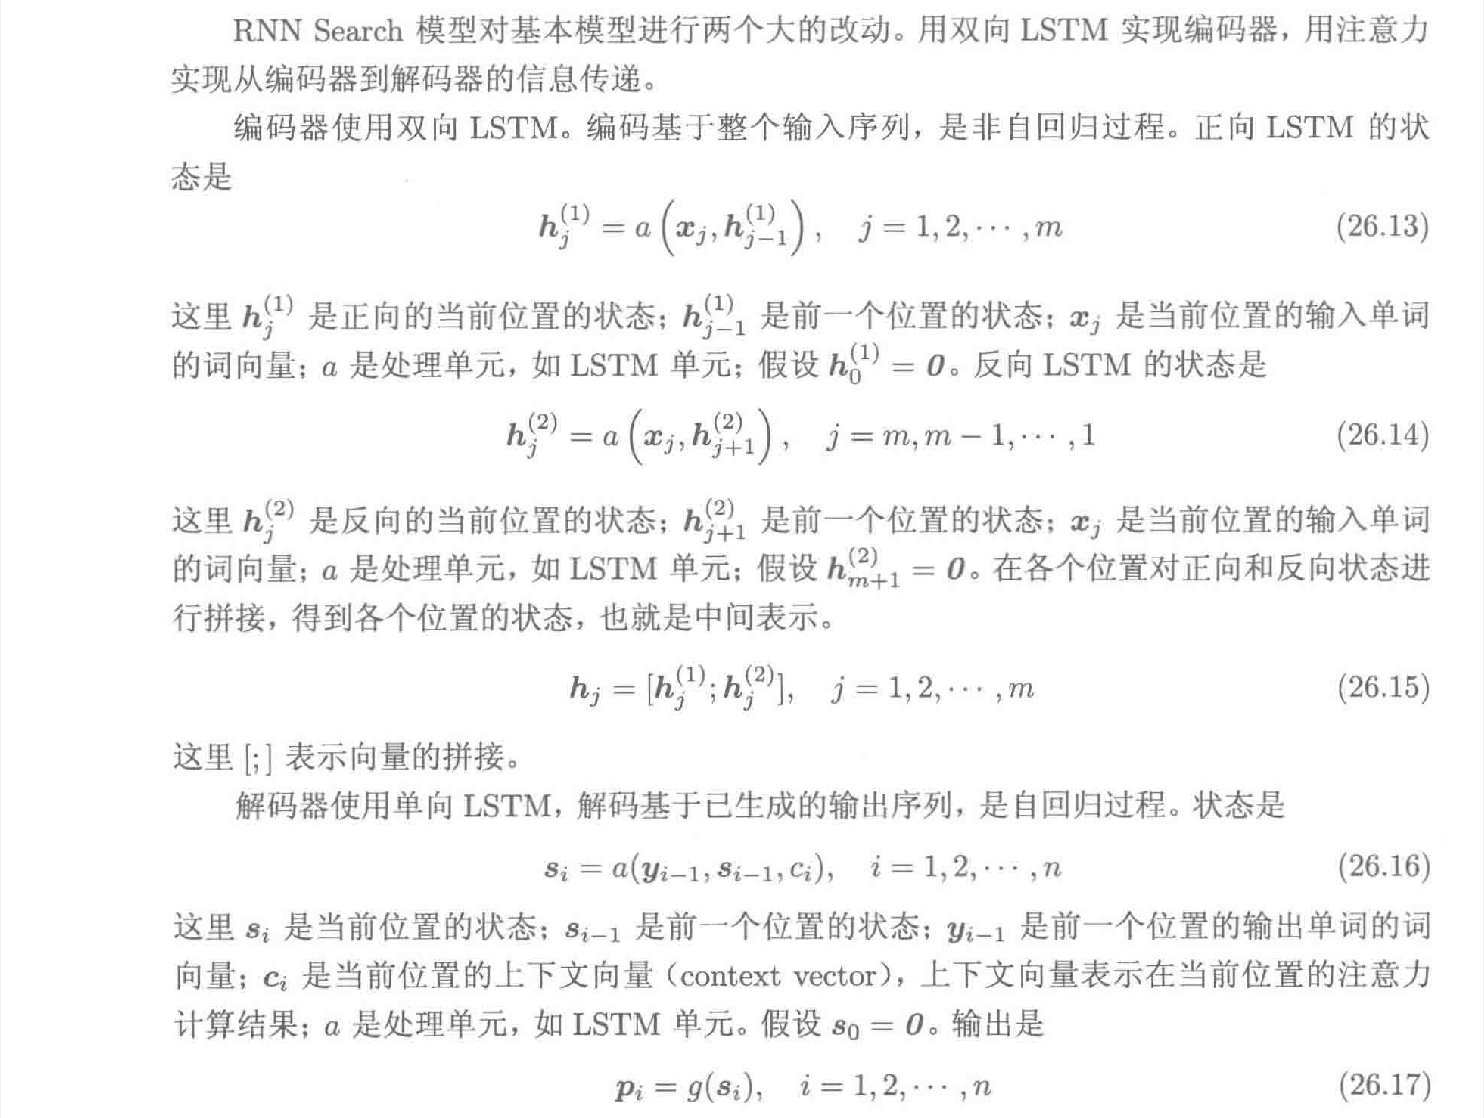 RNN Search 模型对基本模型进行两个大的改动。用双向 LSTM 实现编码器，用注意力
实现从编码器到解码器的信息传递。
编码器使用双向 LSTM。编码基于整个输入序列，是非自回归过程。正向 LSTM 的状
态是
$\boldsymbol{h}_j^{(1)} = a\left(\boldsymbol{x}_j, \boldsymbol{h}_{j-1}^{(1)}\right), \quad j = 1, 2, \cdots, m$ (26.13)
这里 $\boldsymbol{h}_j^{(1)}$ 是正向的当前位置的状态；$\boldsymbol{h}_{j-1}^{(1)}$ 是前一个位置的状态；$\boldsymbol{x}_j$ 是当前位置的输入单词
的词向量；$a$ 是处理单元，如 LSTM 单元；假设 $\boldsymbol{h}_0^{(1)} = \boldsymbol{0}$。反向 LSTM 的状态是
$\boldsymbol{h}_j^{(2)} = a\left(\boldsymbol{x}_j, \boldsymbol{h}_{j+1}^{(2)}\right), \quad j = m, m-1, \cdots, 1$ (26.14)
这里 $\boldsymbol{h}_j^{(2)}$ 是反向的当前位置的状态；$\boldsymbol{h}_{j+1}^{(2)}$ 是前一个位置的状态；$\boldsymbol{x}_j$ 是当前位置的输入单词
的词向量；$a$ 是处理单元，如 LSTM 单元；假设 $\boldsymbol{h}_{m+1}^{(2)} = \boldsymbol{0}$。在各个位置对正向和反向状态进
行拼接，得到各个位置的状态，也就是中间表示。
$\boldsymbol{h}_j = [\boldsymbol{h}_j^{(1)}; \boldsymbol{h}_j^{(2)}], \quad j = 1, 2, \cdots, m$ (26.15)
这里 [;] 表示向量的拼接。
解码器使用单向 LSTM，解码基于已生成的输出序列，是自回归过程。状态是
$\boldsymbol{s}_i = a(\boldsymbol{y}_{i-1}, \boldsymbol{s}_{i-1}, c_i), \quad i = 1, 2, \cdots, n$ (26.16)
这里 $\boldsymbol{s}_i$ 是当前位置的状态；$\boldsymbol{s}_{i-1}$ 是前一个位置的状态；$\boldsymbol{y}_{i-1}$ 是前一个位置的输出单词的词
向量；$\boldsymbol{c}_i$ 是当前位置的上下文向量（context vector），上下文向量表示在当前位置的注意力
计算结果；$a$ 是处理单元，如 LSTM 单元。假设 $\boldsymbol{s}_0 = \boldsymbol{0}$。输出是
$\boldsymbol{p}_i = g(\boldsymbol{s}_i), \quad i = 1, 2, \cdots, n$ (26.17)